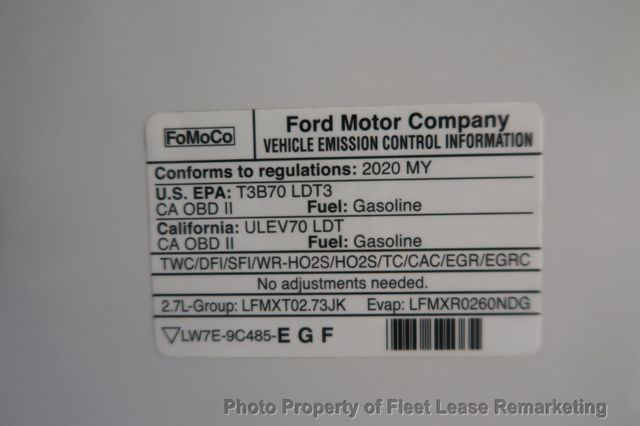 FoMoCo
Ford Motor Company
VEHICLE EMISSION CONTROL INFORMATION
Conforms to regulations: 2020 MY
U.S. EPA: T3B70 LDT3
CA OBD II Fuel: Gasoline
California: ULEV70 LDT
CA OBD II Fuel: Gasoline
TWC/DFI/SFI/WR-HO2S/HO2S/TC/CAC/EGR/EGRC
No adjustments needed.
2.7L-Group: LFMXT02.73JK Evap: LFMXR0260NDG
LW7E-9C485-E G F
Photo Property of Fleet Lease Remarketing